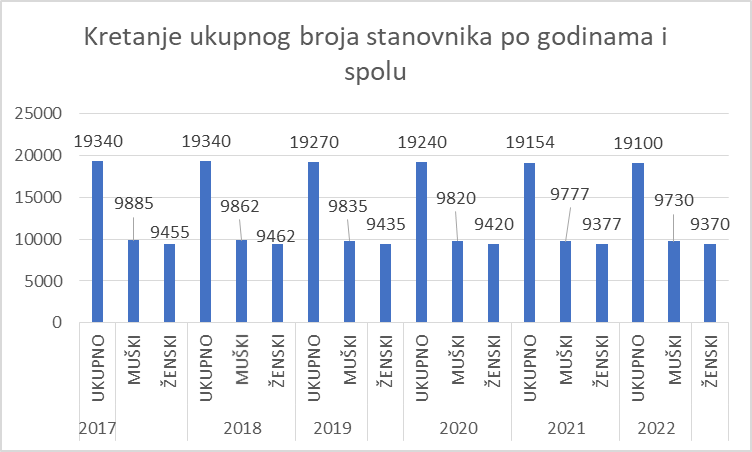 Kretanje ukupnog broja stanovnika po godinama i
spolu
25000
20000
15000
10000
5000
0
19340
9885
9455
19340
9862
9462
19270
9835
9435
19240
9820
9420
19154
9777
9377
19100
9730
9370
UKUPNO
MUŠKI
ŽENSKI
UKUPNO
MUŠKI
ŽENSKI
UKUPNO
MUŠKI
ŽENSKI
UKUPNO
MUŠKI
ŽENSKI
UKUPNO
MUŠKI
ŽENSKI
UKUPNO
MUŠKI
ŽENSKI
2017
2018
2019
2020
2021
2022